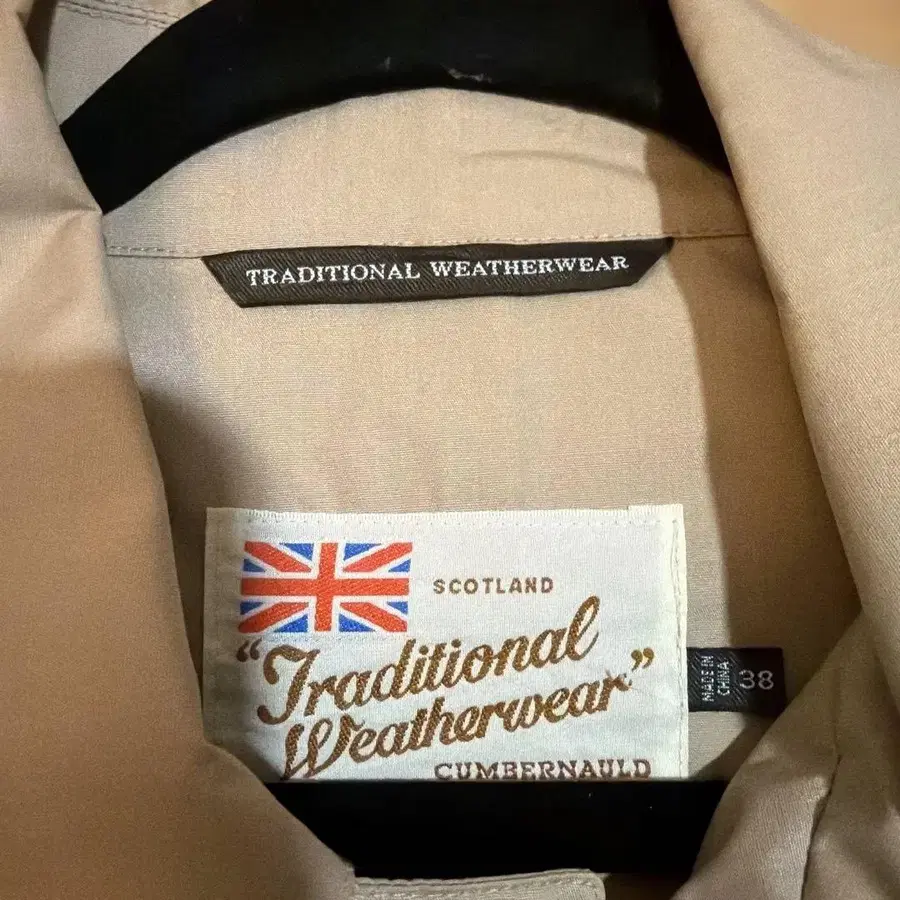 TRADITIONAL WEATHERWEAR
SCOTLAND
"Traditional
Weatherwear"
CUMBERNAULD
MADE IN
CHINA
38